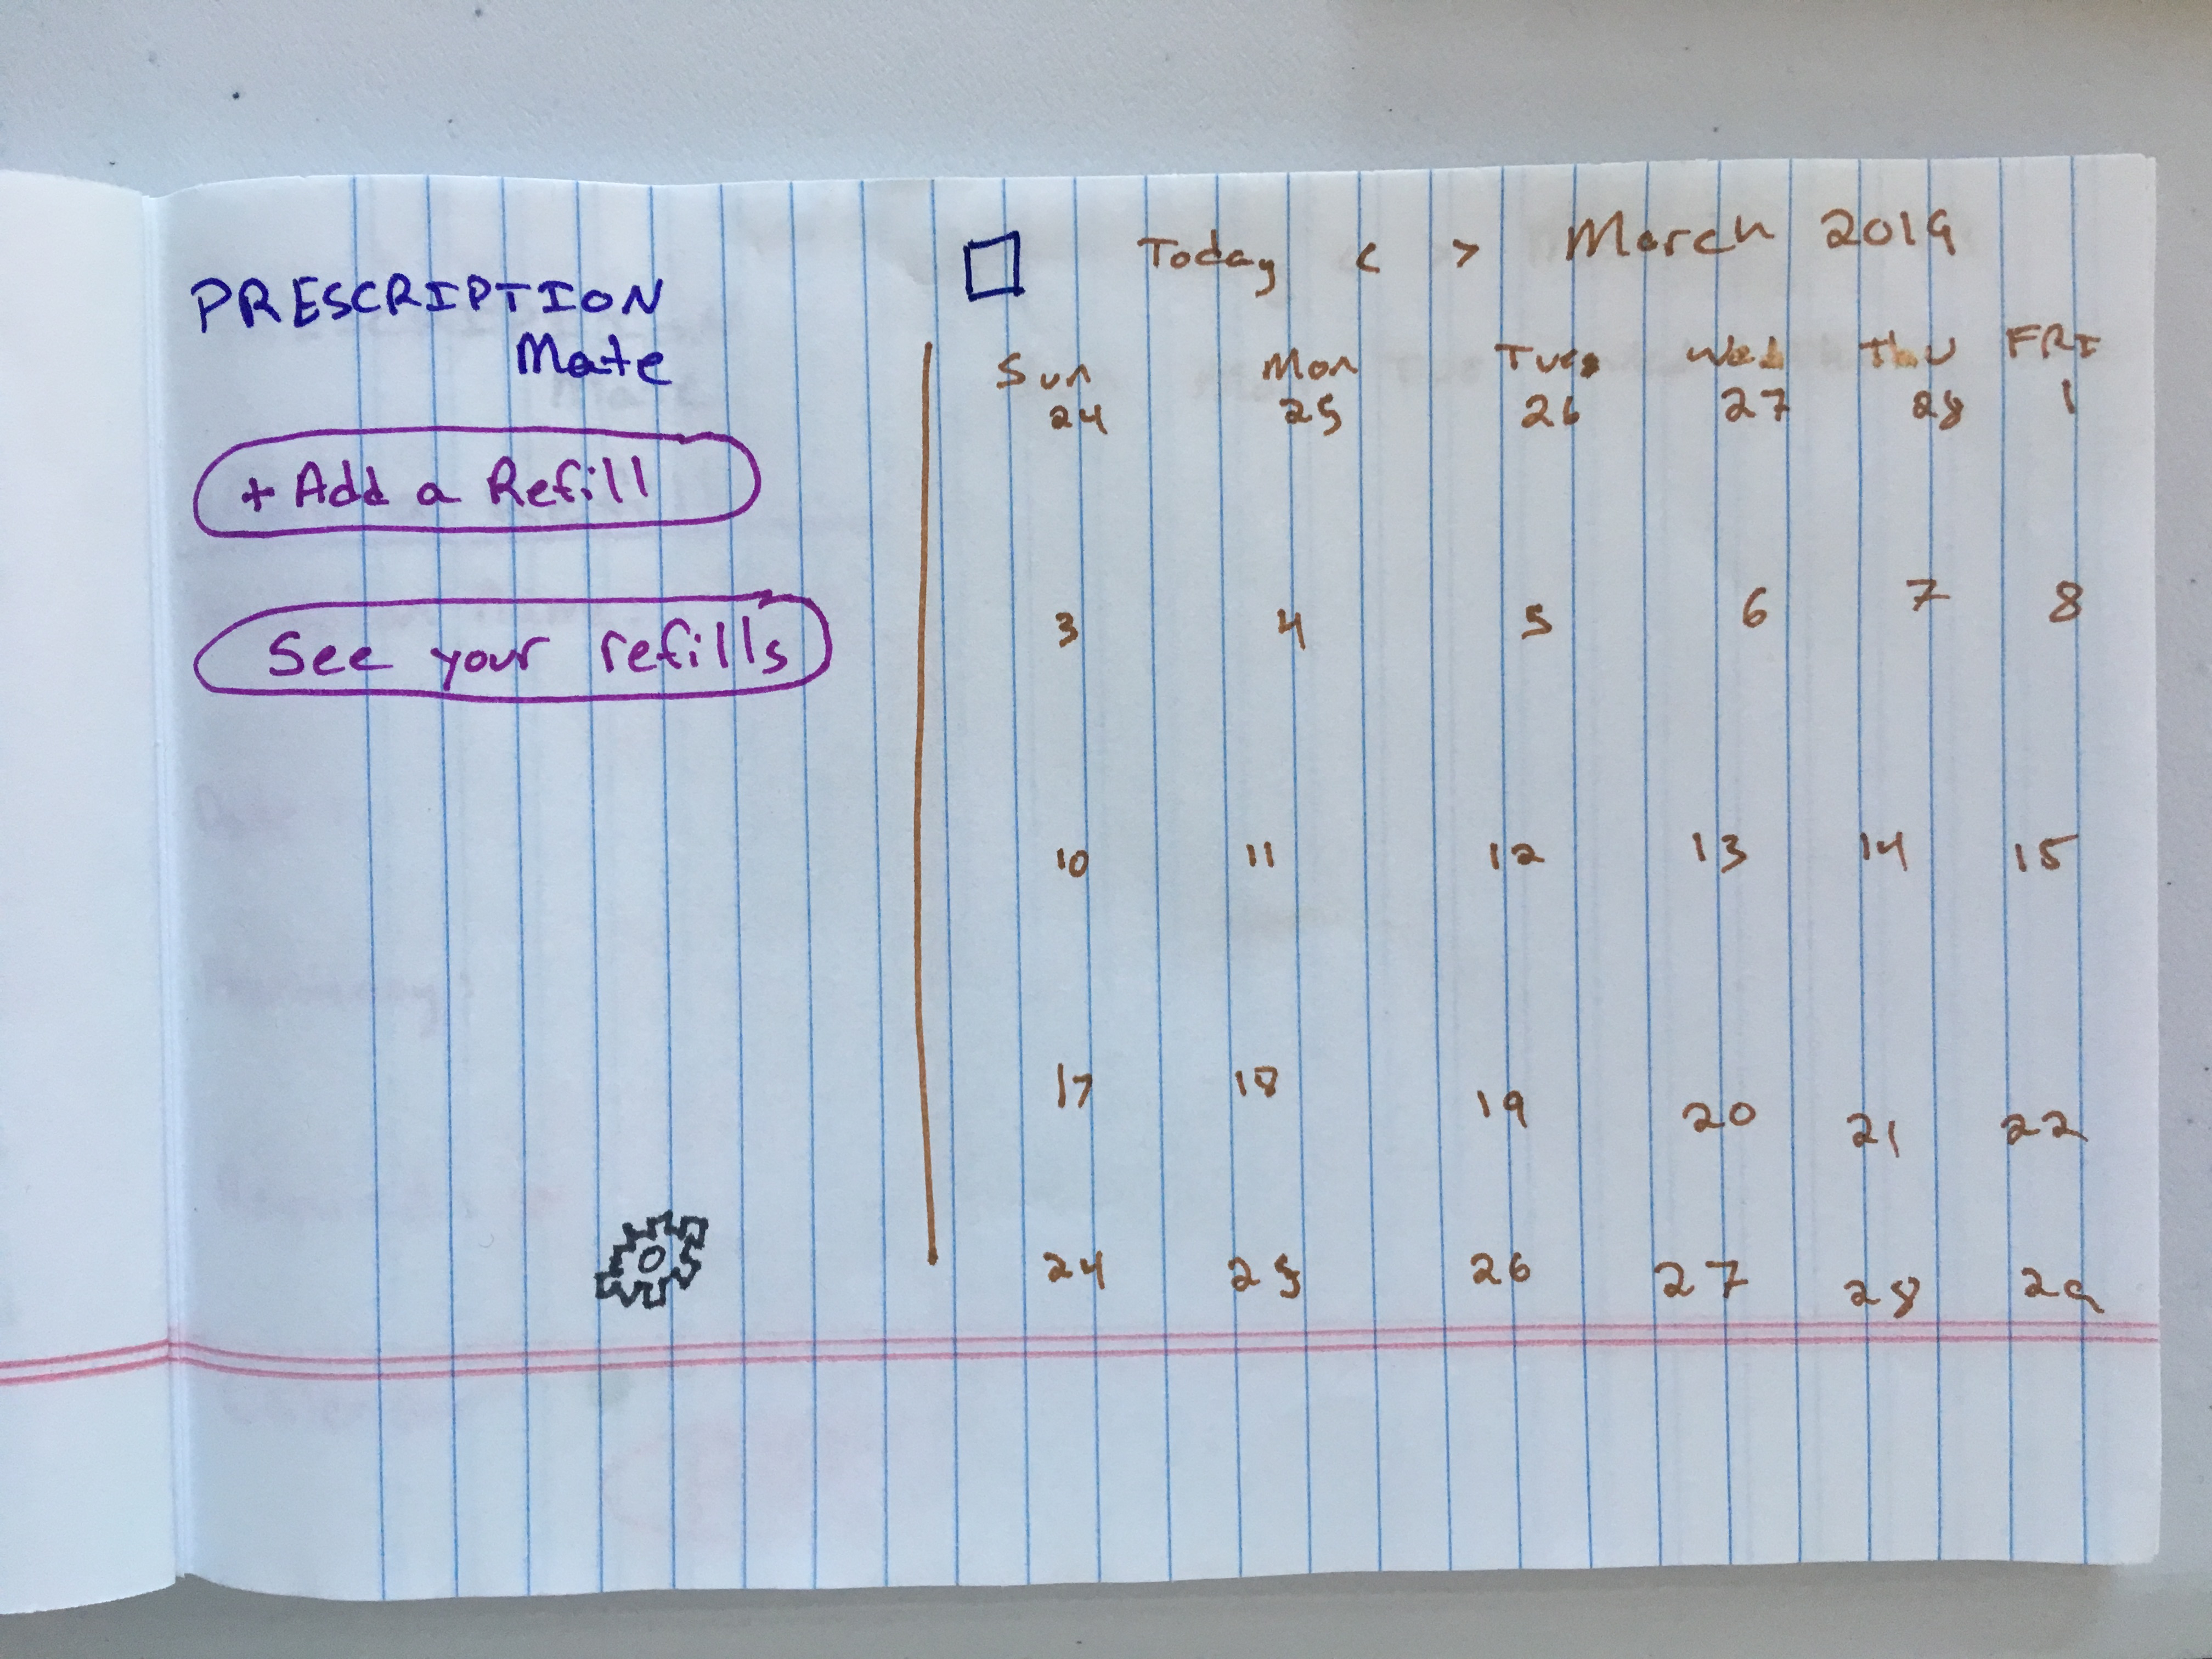 PRESCRIPTION
Mate
+ Add a Refill
See your refills
Today < > March 2019
Sun Mon Tues Wed Thu FRI
24 25 26 27 28 1
3 4 5 6 7 8
10 11 12 13 14 15
17 18 19 20 21 22
24 25 26 27 28 29